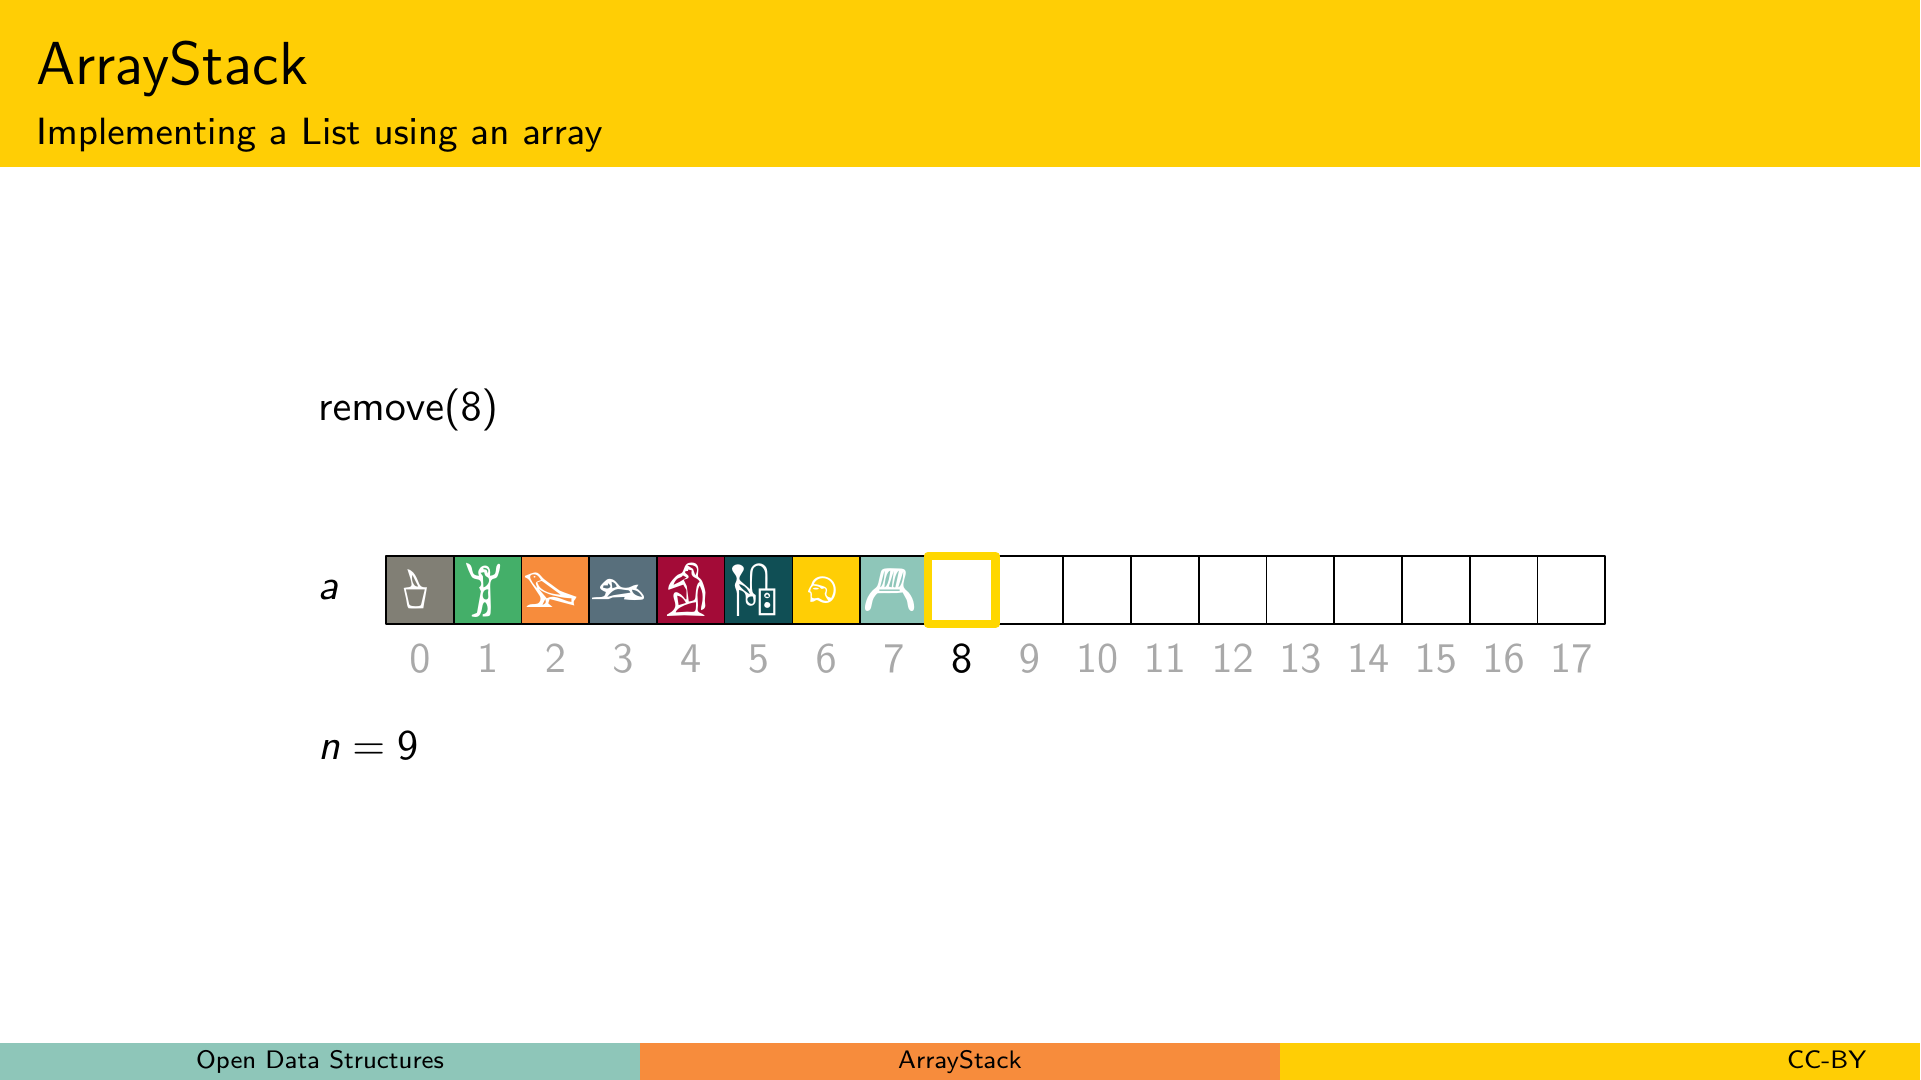 ArrayStack
Implementing a List using an array
remove(8)
a
0 1 2 3 4 5 6 7 8 9 10 11 12 13 14 15 16 17
n = 9
Open Data Structures ArrayStack CC-BY